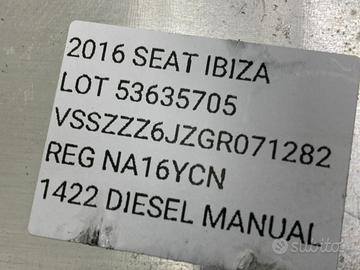 2016 SEAT IBIZA
LOT 53635705
VSSZZZ6JZGR071282
REG NA16YCN
1422 DIESEL MANUAL
subito